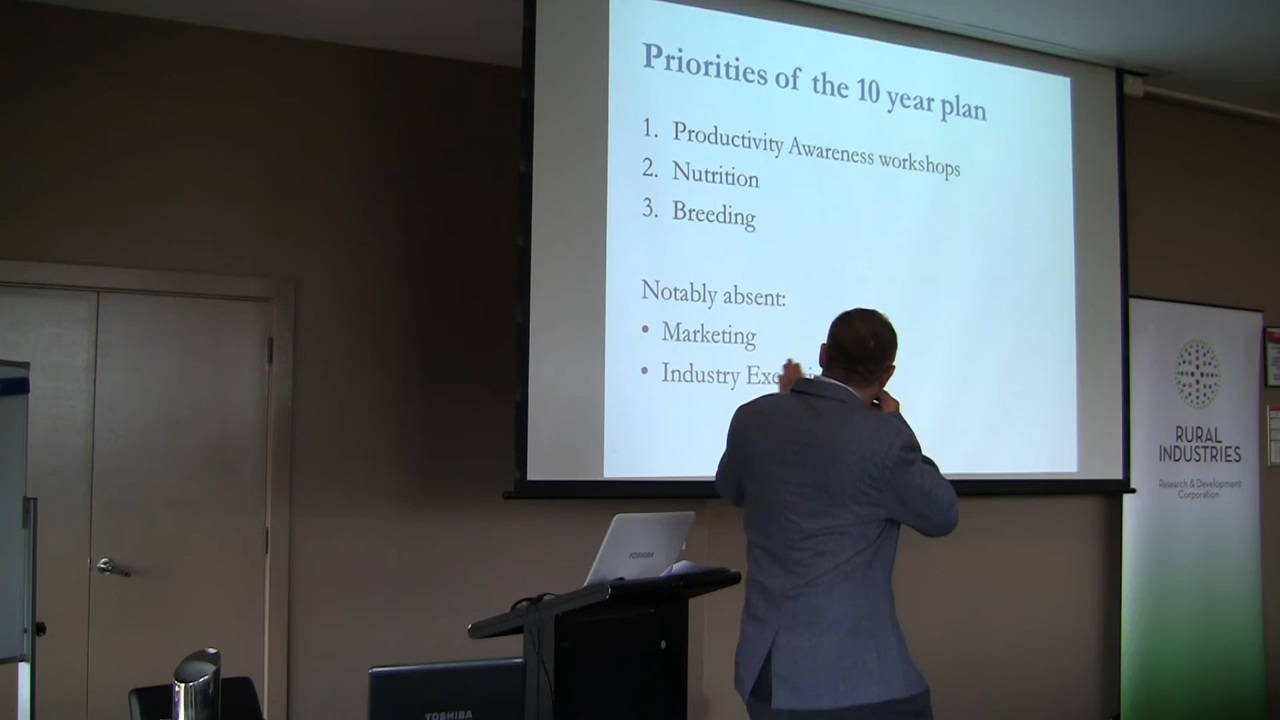 Priorities of the 10 year plan
1. Productivity Awareness workshops
2. Nutrition
3. Breeding
Notably absent:
• Marketing
• Industry
RURAL
INDUSTRIES
Research & Development
Corporation
TOSHIBA
TOSHIBA